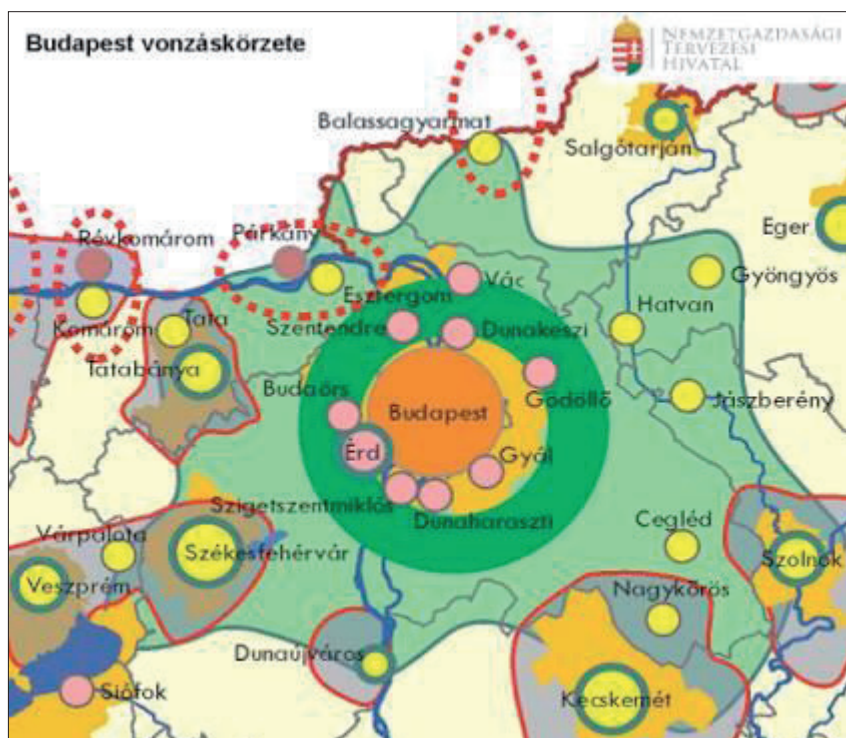 Budapest vonzáskörzete
NEMZETGAZDASÁGI
TERVEZÉSI
HIVATAL
Balassagyarmat
Salgótarján
Révkomárom
Párkány
Eger
Vác
Gyöngyös
Esztergom
Komárom
Tata
Szentendre
Dunakeszi
Hatvan
Tatabánya
Budaörs
Budapest
Gödöllő
Jászberény
Érd
Gyál
Szigetszentmiklós
Dunaharaszti
Cegléd
Várpalota
Székesfehérvár
Szolnok
Veszprém
Nagykőrös
Dunaújváros
Siófok
Kecskemét